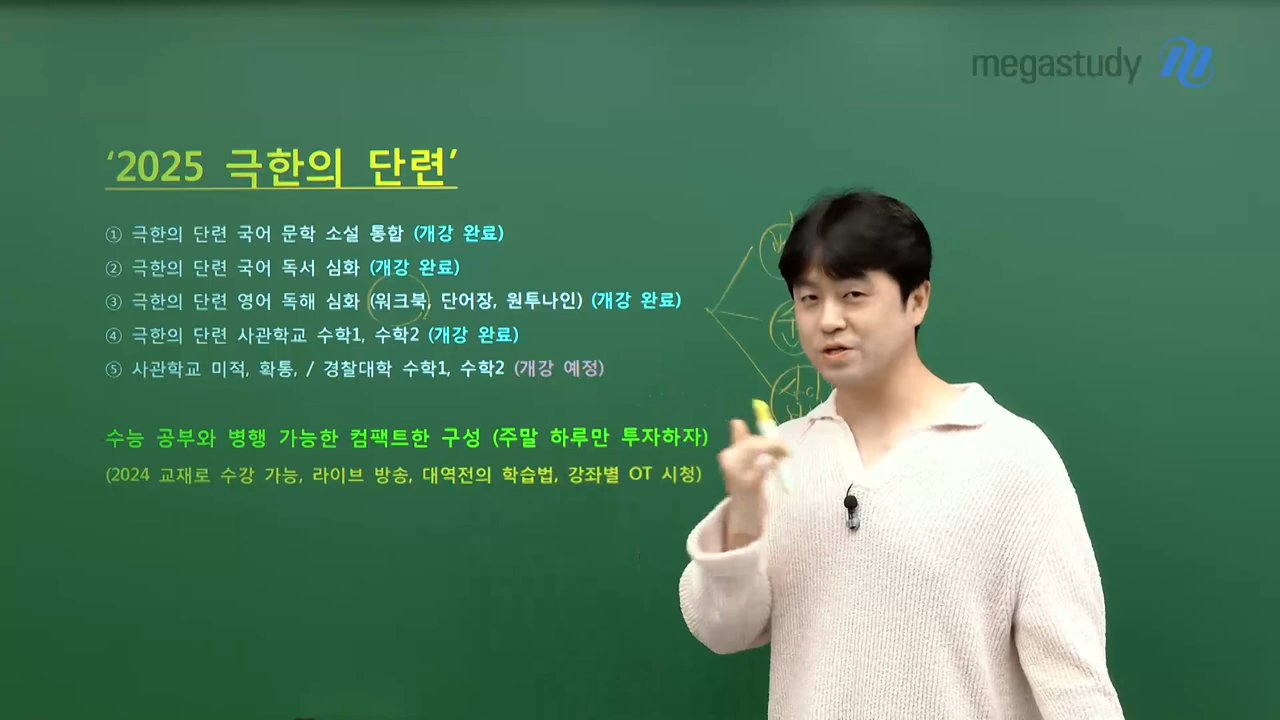 megastudy
‘2025 극한의 단련’
① 극한의 단련 국어 문학 소설 통합 (개강 완료)
② 극한의 단련 국어 독서 심화 (개강 완료)
③ 극한의 단련 영어 독해 심화 (워크북, 단어장, 원투나인) (개강 완료)
④ 극한의 단련 사관학교 수학1, 수학2 (개강 완료)
⑤ 사관학교 미적, 확통, / 경찰대학 수학1, 수학2 (개강 예정)
수능 공부와 병행 가능한 컴팩트한 구성 (주말 하루만 투자하자)
(2024 교재로 수강 가능, 라이브 방송, 대역전의 학습법, 강좌별 OT 시청)